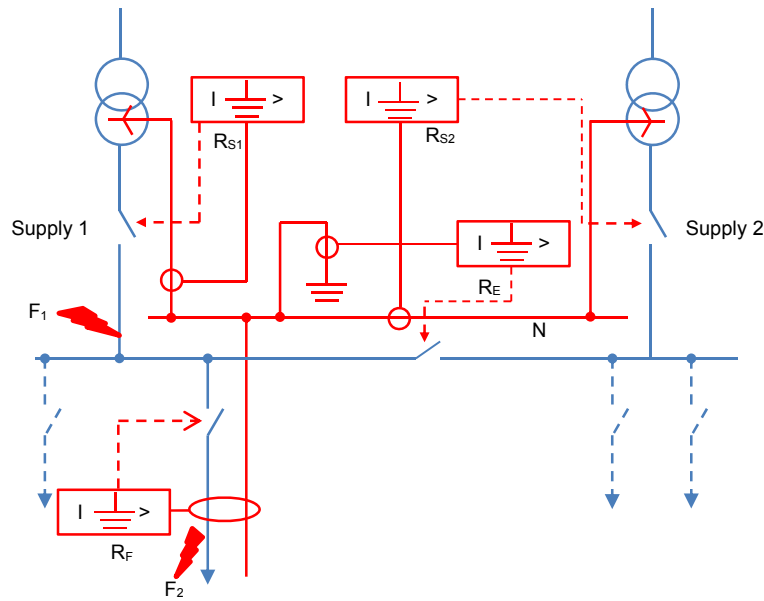 I >
I >
RS1
RS2
Supply 1
Supply 2
I >
RE
F1
N
I >
RF
F2